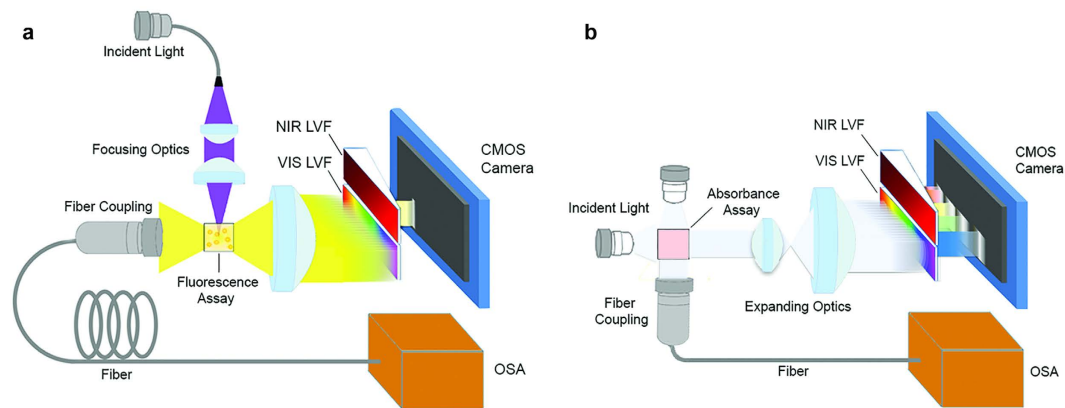 a
Incident Light
Focusing Optics
Fiber Coupling
Fluorescence
Assay
Fiber
NIR LVF
VIS LVF
CMOS
Camera
OSA
b
Incident Light
Absorbance
Assay
Fiber
Coupling
Expanding Optics
Fiber
NIR LVF
VIS LVF
CMOS
Camera
OSA